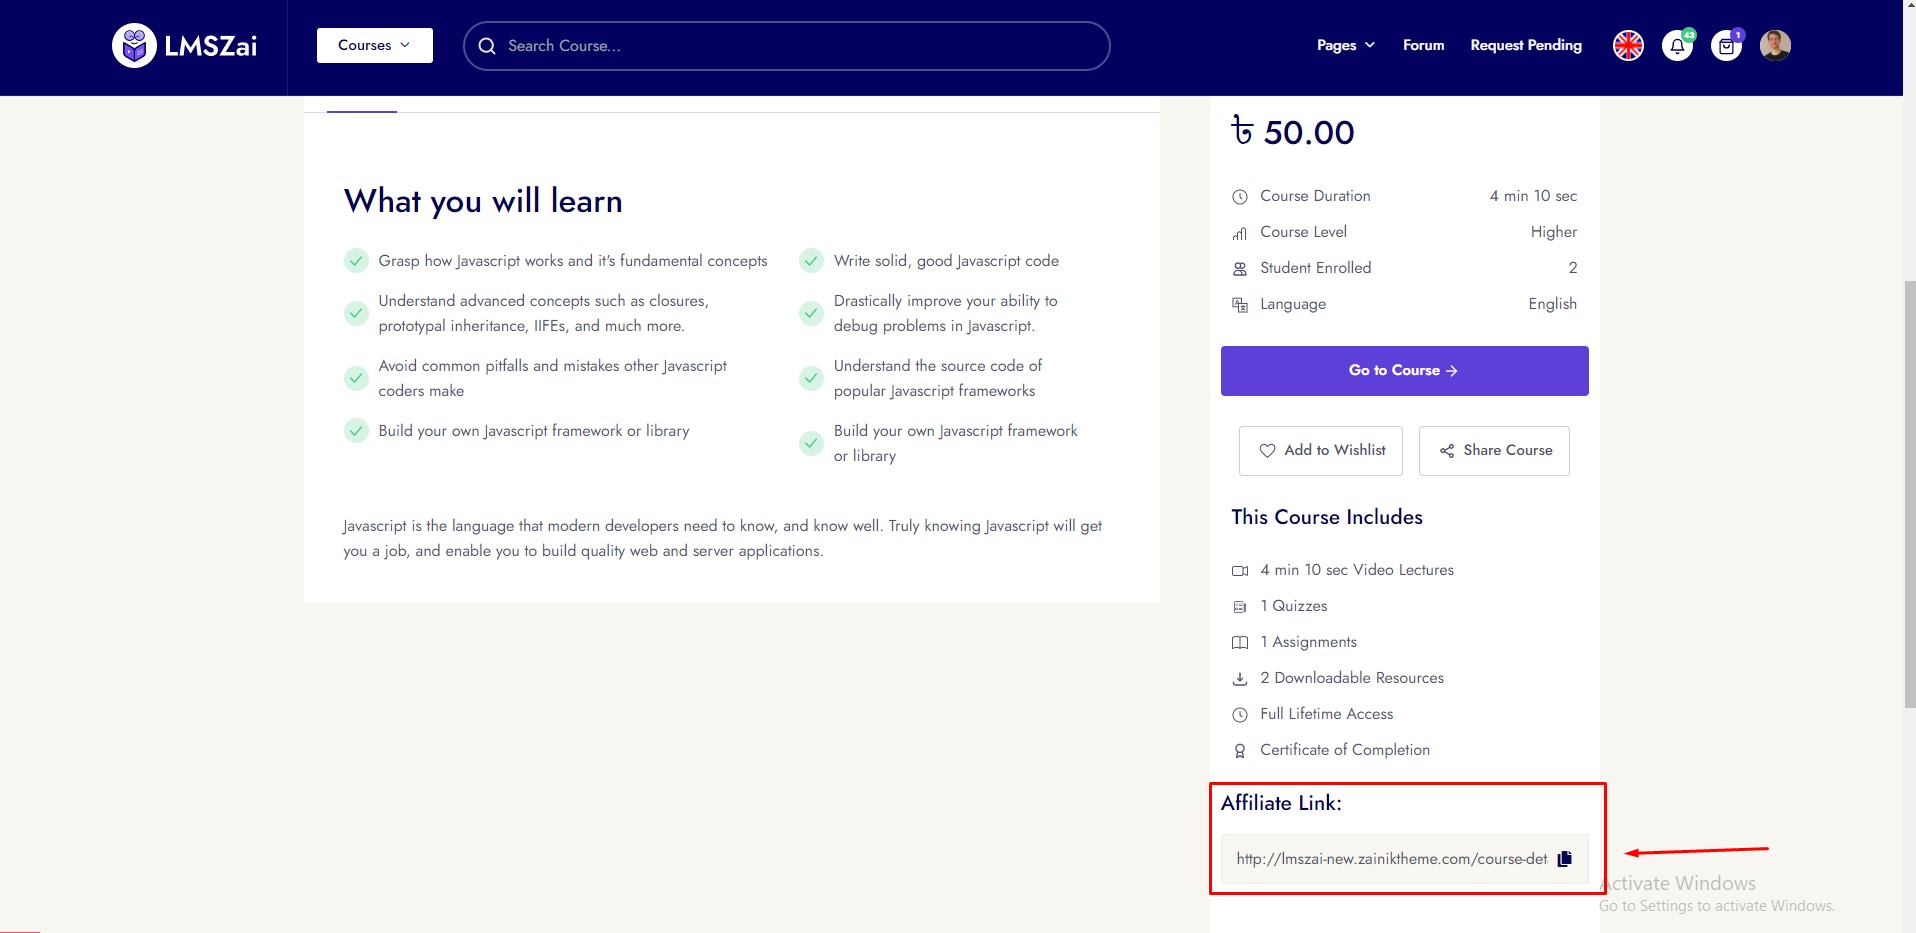 LMSZai
Courses
Search Course...
Pages
Forum
Request Pending
43
1
What you will learn
Grasp how Javascript works and it's fundamental concepts
Write solid, good Javascript code
Understand advanced concepts such as closures,
prototypal inheritance, IIFEs, and much more.
Drastically improve your ability to
debug problems in Javascript.
Avoid common pitfalls and mistakes other Javascript
coders make
Understand the source code of
popular Javascript frameworks
Build your own Javascript framework or library
Build your own Javascript framework
or library
Javascript is the language that modern developers need to know, and know well. Truly knowing Javascript will get
you a job, and enable you to build quality web and server applications.
৳ 50.00
Course Duration 4 min 10 sec
Course Level Higher
Student Enrolled 2
Language English
Go to Course →
Add to Wishlist
Share Course
This Course Includes
4 min 10 sec Video Lectures
1 Quizzes
1 Assignments
2 Downloadable Resources
Full Lifetime Access
Certificate of Completion
Affiliate Link:
http://lmszai-new.zainiktheme.com/course-det
Activate Windows
Go to Settings to activate Windows.